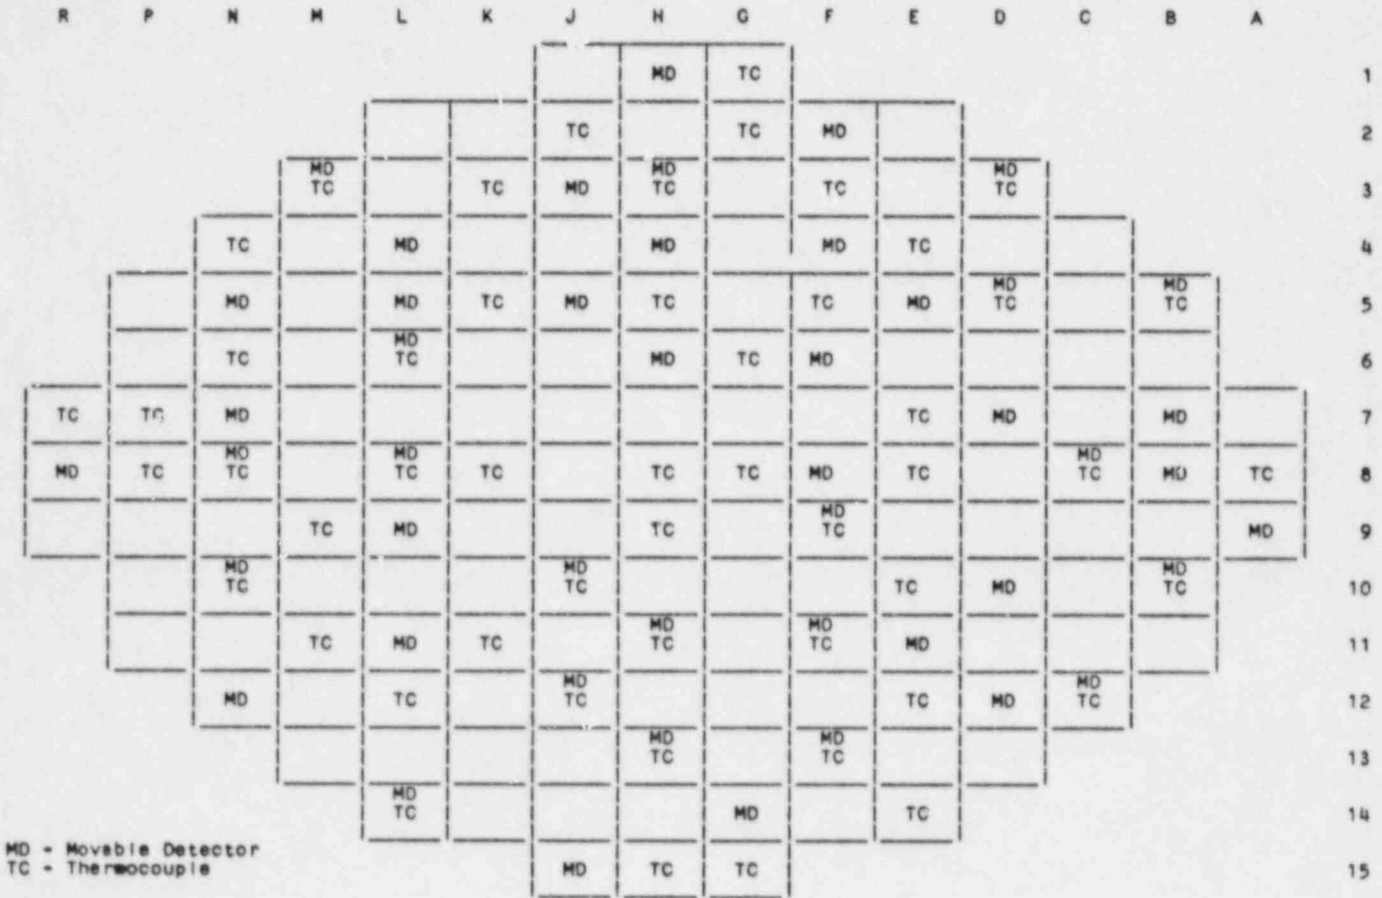 R P N M L K J H G F E D C B A
MD TC 1
TC TC MD 2
MD MD MD
TC TC MD TC TC TC 3
TC MD MD MD TC 4
MD MD
MD MD TC MD TC TC MD TC TC 5
MD
TC TC MD TC MD 6
TC TC MD TC MD MD 7
MD MD MD
MD TC TC TC TC TC TC MD TC TC MD TC 8
MD
TC MD TC TC MD 9
MD MD MD
TC TC TC MD TC 10
MD MD
TC MD TC TC TC MD 11
MD MD
MD TC TC TC MD TC 12
MD MD
TC TC 13
MD
TC MD TC 14
MD - Movable Detector
TC - Thermocouple
MD TC TC 15